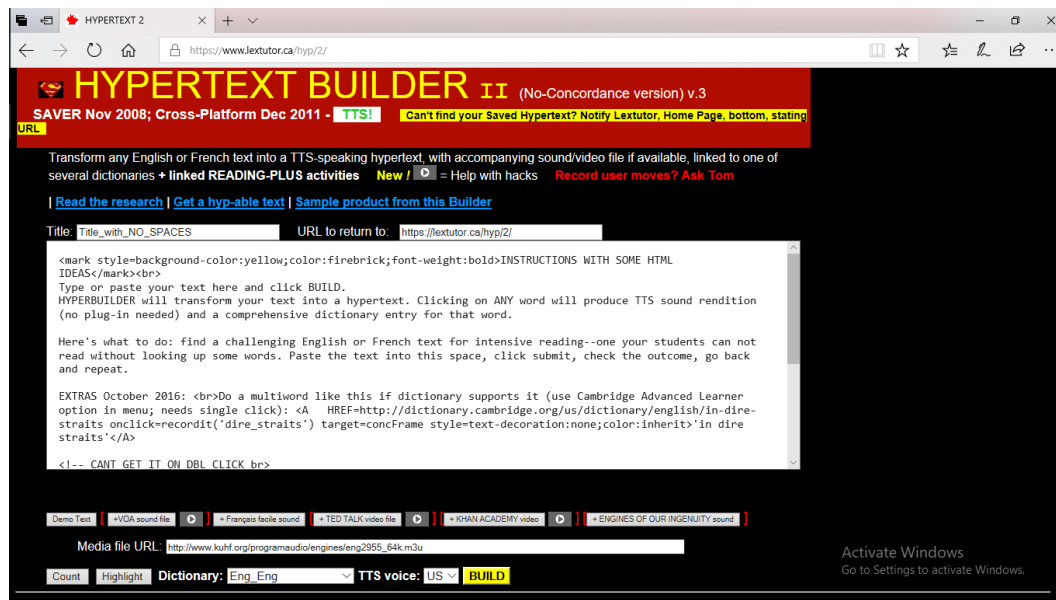 HYPERTEXT 2
https://www.lextutor.ca/hyp/2/
HYPERTEXT BUILDER II (No-Concordance version) v.3
SAVER Nov 2008; Cross-Platform Dec 2011 - TTS! Can't find your Saved Hypertext? Notify Lextutor, Home Page, bottom, stating
URL
Transform any English or French text into a TTS-speaking hypertext, with accompanying sound/video file if available, linked to one of
several dictionaries + linked READING-PLUS activities New ! = Help with hacks Record user moves? Ask Tom
| Read the research | Get a hyp-able text | Sample product from this Builder
Title: Title_with_NO_SPACES URL to return to: https://lextutor.ca/hyp/2/
<mark style=background-color:yellow;color:firebrick;font-weight:bold>INSTRUCTIONS WITH SOME HTML
IDEAS</mark><br>
Type or paste your text here and click BUILD.
HYPERBUILDER will transform your text into a hypertext. Clicking on ANY word will produce TTS sound rendition
(no plug-in needed) and a comprehensive dictionary entry for that word.
Here's what to do: find a challenging English or French text for intensive reading--one your students can not
read without looking up some words. Paste the text into this space, click submit, check the outcome, go back
and repeat.
EXTRAS October 2016: <br>Do a multiword like this if dictionary supports it (use Cambridge Advanced Learner
option in menu; needs single click): <A HREF=http://dictionary.cambridge.org/us/dictionary/english/in-dire-
straits onclick=recordit('dire_straits') target=concFrame style=text-decoration:none;color:inherit>'in dire
straits'</A>
<!-- CANT GET IT ON DBL CLICK br>
Demo Text [ +VOA sound file ] [ + Français facile sound [ + TED TALK video file ] [ + KHAN ACADEMY video ] [ + ENGINES OF OUR INGENUITY sound ]
Media file URL: http://www.kuhf.org/programaudio/engines/eng2955_64k.m3u
Count Highlight Dictionary: Eng_Eng TTS voice: US BUILD
Activate Windows
Go to Settings to activate Windows.